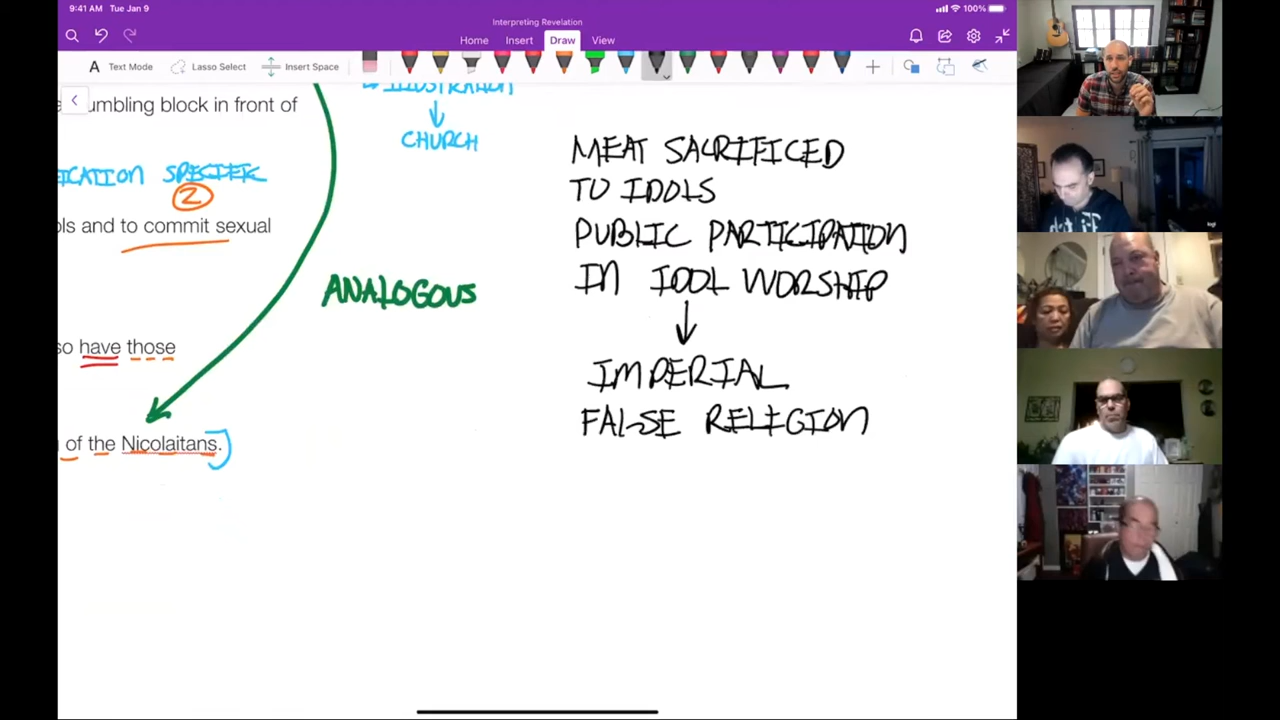 9:41 AM Tue Jan 9
100%
Interpreting Revelation
Home Insert Draw View
Text Mode Lasso Select Insert Space
umbling block in front of
ILLUSTRATION
CHURCH
ICATION SPECIFIC
2
ols and to commit sexual
ANALOGOUS
so have those
of the Nicolaitans.
MEAT SACRIFICED
TO IDOLS
PUBLIC PARTICIPATION
IN IDOL WORSHIP
IMPERIAL
FALSE RELIGION